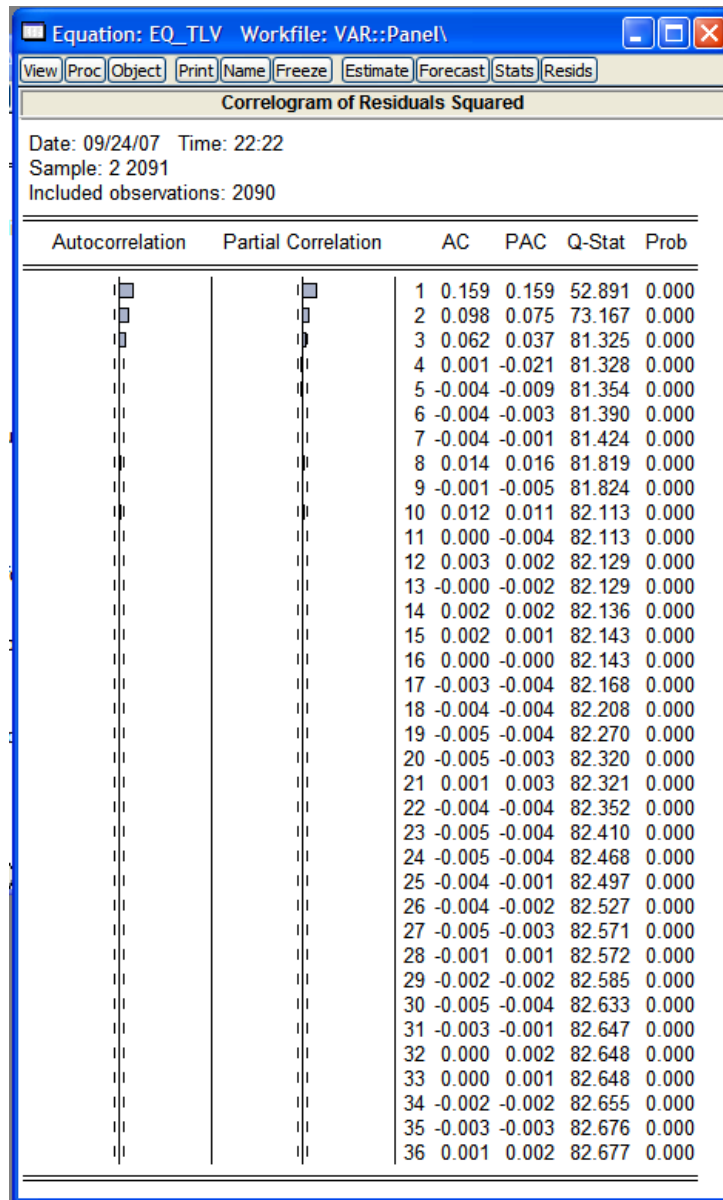 Equation: EQ_TLV Workfile: VAR::Panel\
View Proc Object Print Name Freeze Estimate Forecast Stats Resids
Correlogram of Residuals Squared
Date: 09/24/07 Time: 22:22
Sample: 2 2091
Included observations: 2090
Autocorrelation Partial Correlation AC PAC Q-Stat Prob
1 0.159 0.159 52.891 0.000
2 0.098 0.075 73.167 0.000
3 0.062 0.037 81.325 0.000
4 0.001 -0.021 81.328 0.000
5 -0.004 -0.009 81.354 0.000
6 -0.004 -0.003 81.390 0.000
7 -0.004 -0.001 81.424 0.000
8 0.014 0.016 81.819 0.000
9 -0.001 -0.005 81.824 0.000
10 0.012 0.011 82.113 0.000
11 0.000 -0.004 82.113 0.000
12 0.003 0.002 82.129 0.000
13 -0.000 -0.002 82.129 0.000
14 0.002 0.002 82.136 0.000
15 0.002 0.001 82.143 0.000
16 0.000 -0.000 82.143 0.000
17 -0.003 -0.004 82.168 0.000
18 -0.004 -0.004 82.208 0.000
19 -0.005 -0.004 82.270 0.000
20 -0.005 -0.003 82.320 0.000
21 0.001 0.003 82.321 0.000
22 -0.004 -0.004 82.352 0.000
23 -0.005 -0.004 82.410 0.000
24 -0.005 -0.004 82.468 0.000
25 -0.004 -0.001 82.497 0.000
26 -0.004 -0.002 82.527 0.000
27 -0.005 -0.003 82.571 0.000
28 -0.001 0.001 82.572 0.000
29 -0.002 -0.002 82.585 0.000
30 -0.005 -0.004 82.633 0.000
31 -0.003 -0.001 82.647 0.000
32 0.000 0.002 82.648 0.000
33 0.000 0.001 82.648 0.000
34 -0.002 -0.002 82.655 0.000
35 -0.003 -0.003 82.676 0.000
36 0.001 0.002 82.677 0.000